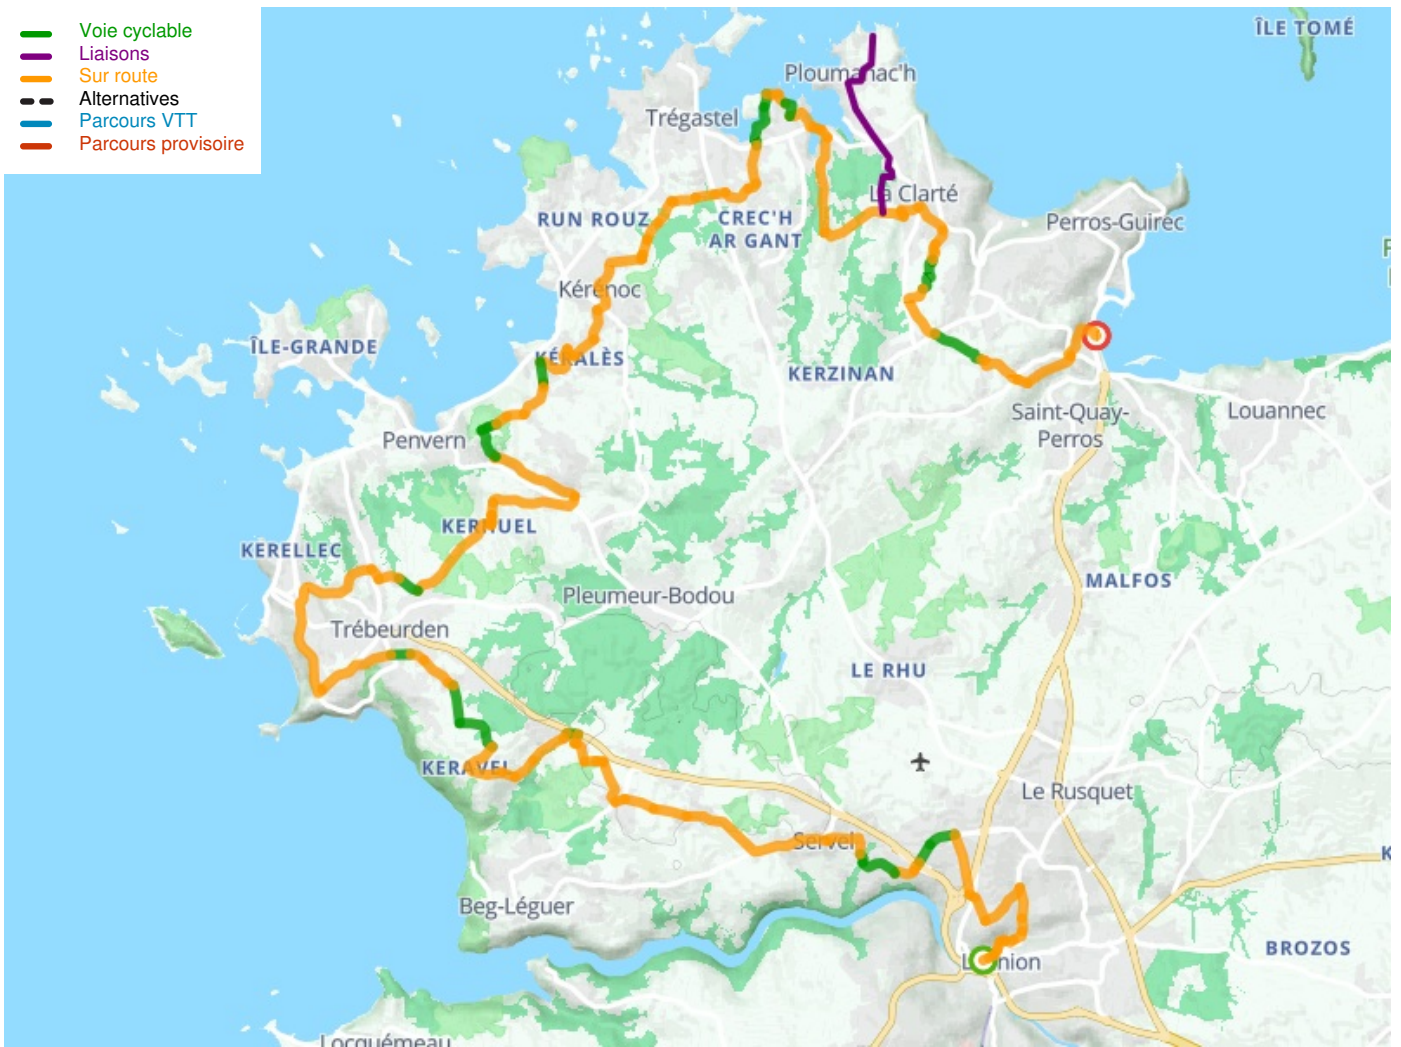 Voie cyclable
Liaisons
Sur route
Alternatives
Parcours VTT
Parcours provisoire
ÎLE TOMÉ
Ploumanac'h
Trégastel
La Clarté
RUN ROUZ
CREC'H
AR GANT
Perros-Guirec
Kérénoc
ÎLE-GRANDE
KÉRALÈS
KERZINAN
Saint-Quay-
Perros
Louannec
Penvern
KERNUEL
KERELLEC
MALFOS
Pleumeur-Bodou
Trébeurden
LE RHU
KERAVEL
Le Rusquet
Servel
Beg-Léguer
BROZOS
Lannion
Locquémeau